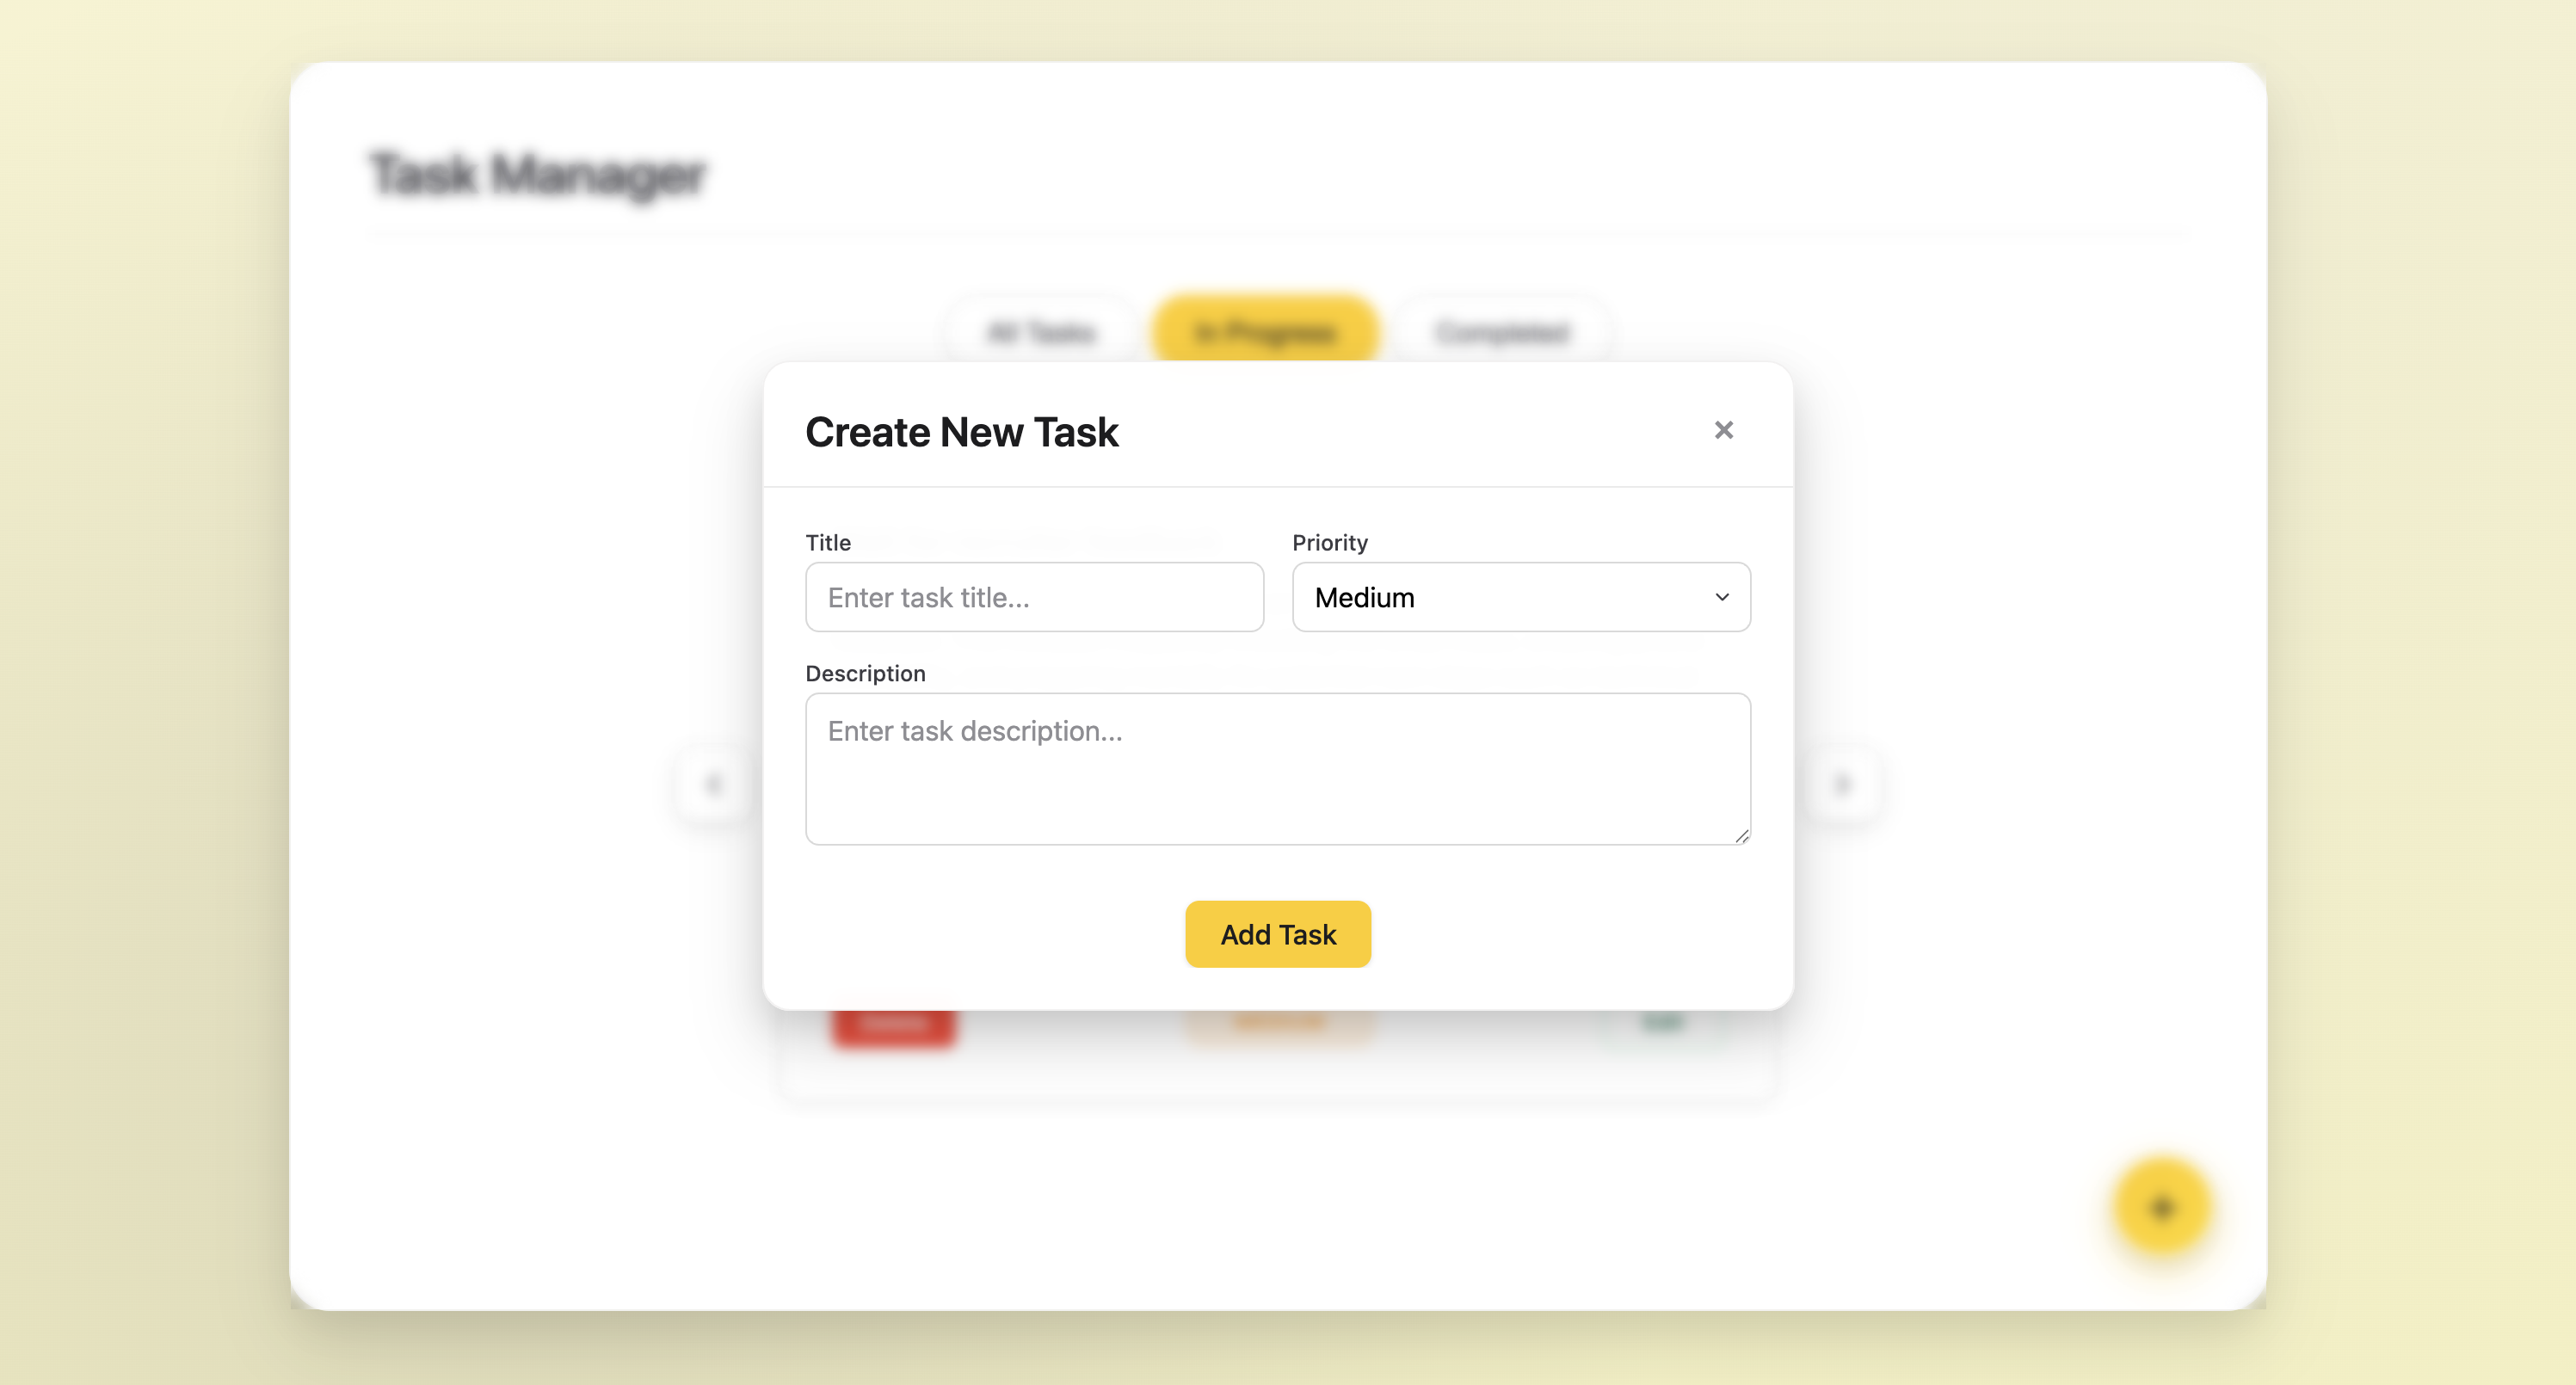 Task Manager
All Tasks In Progress Completed
Create New Task
×
Title Priority
Enter task title...
Medium
Description
Enter task description...
Add Task
Edit
+